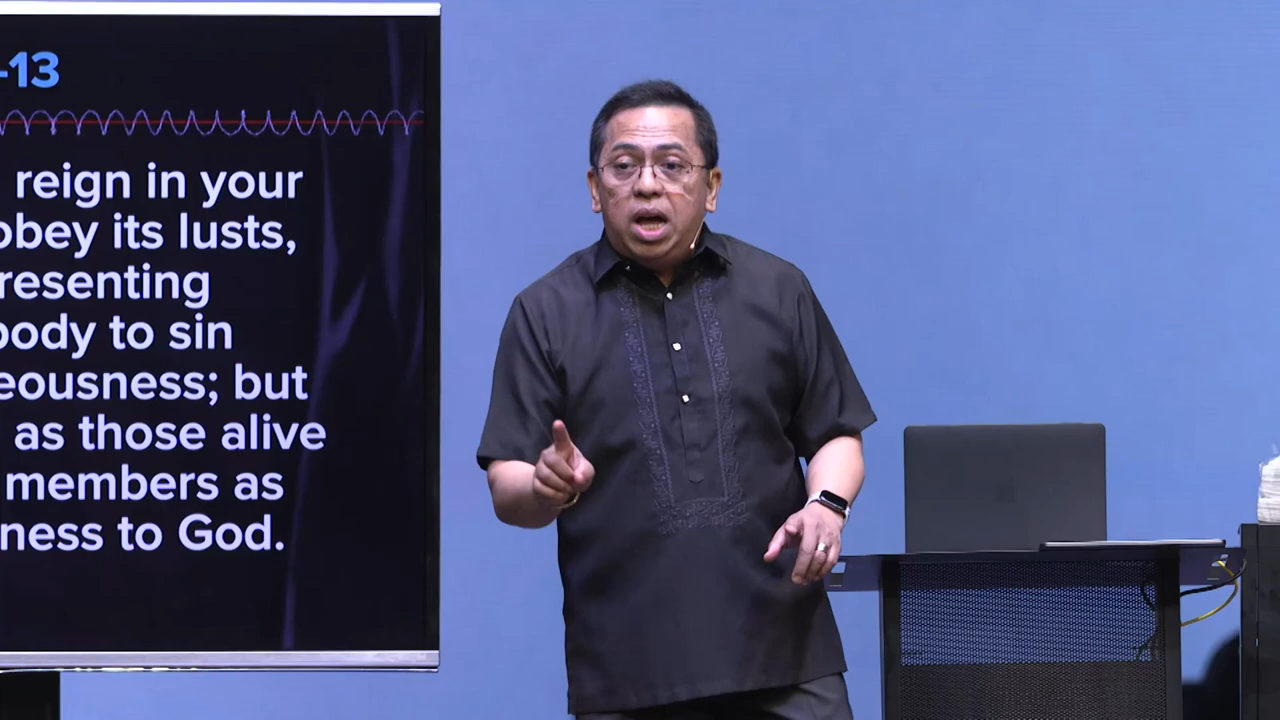 -13
reign in your
obey its lusts,
resenting
body to sin
eousness; but
as those alive
members as
ness to God.